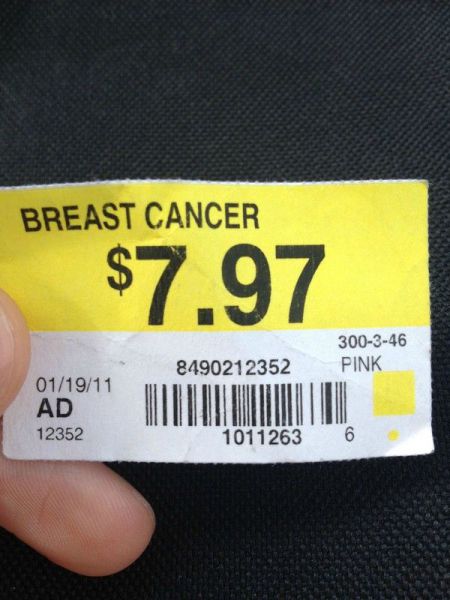 BREAST CANCER
$7.97
300-3-46
8490212352 PINK
01/19/11
AD
12352
1011263 6